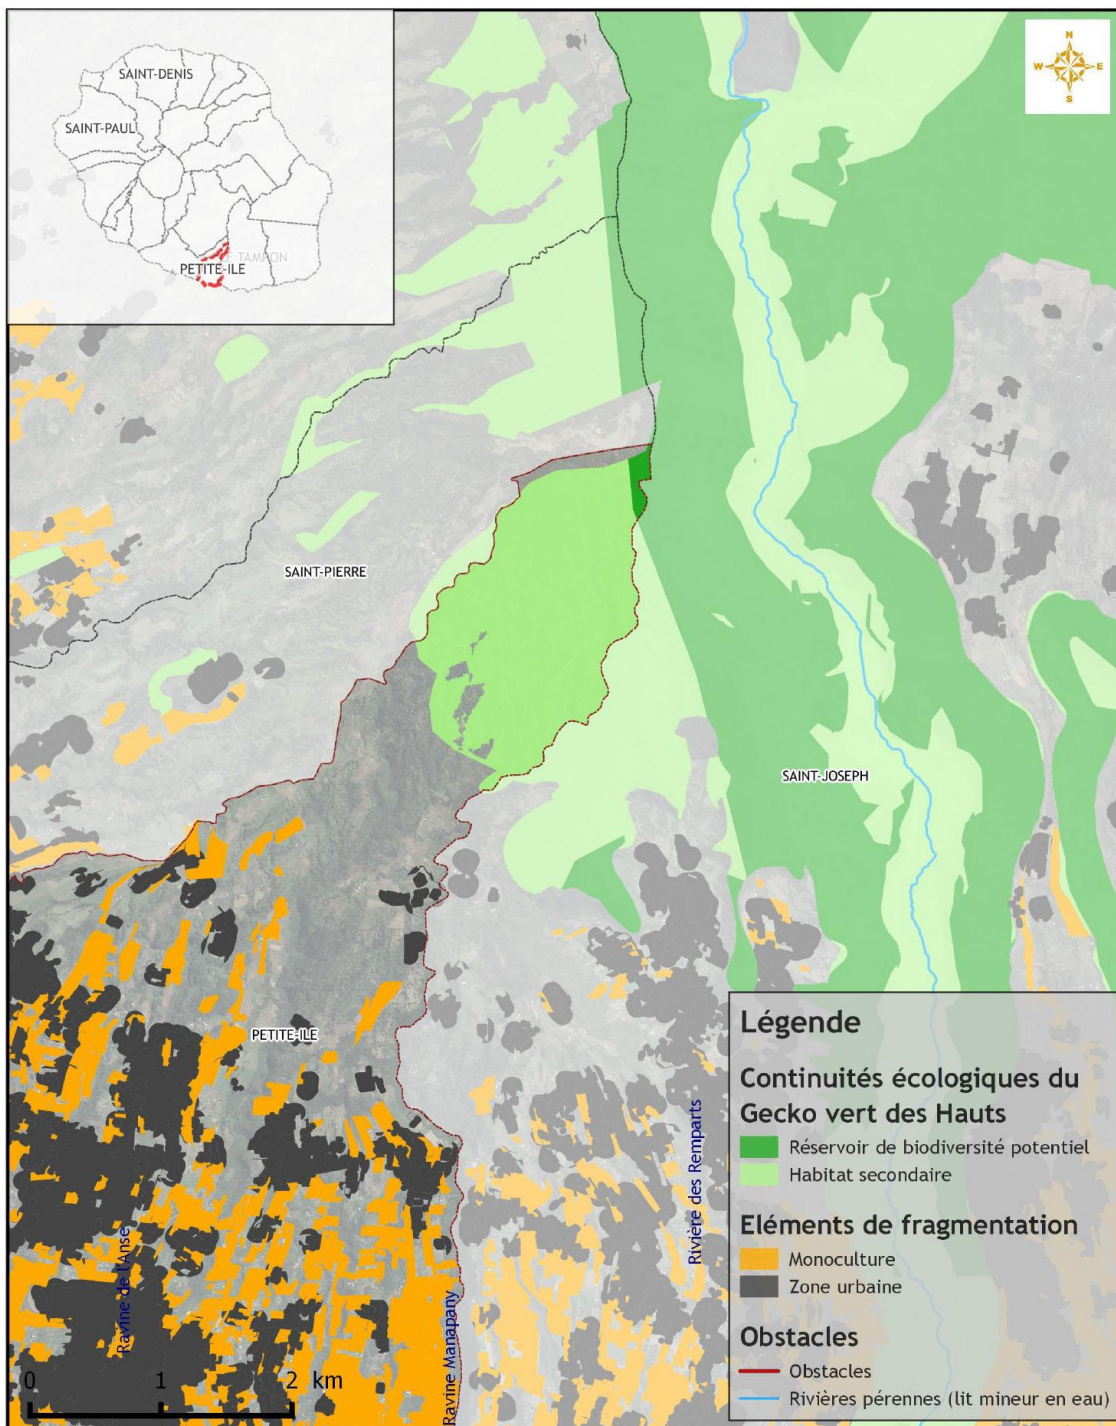 SAINT-DENIS
SAINT-PAUL
LE TAMPON
PETITE-ILE
N
W E
S
SAINT-PIERRE
SAINT-JOSEPH
PETITE-ILE
Ravine de l'Anse
Ravine Manapany
Rivière des Remparts
0 1 2 km
Légende
Continuités écologiques du
Gecko vert des Hauts
Réservoir de biodiversité potentiel
Habitat secondaire
Eléments de fragmentation
Monoculture
Zone urbaine
Obstacles
Obstacles
Rivières pérennes (lit mineur en eau)